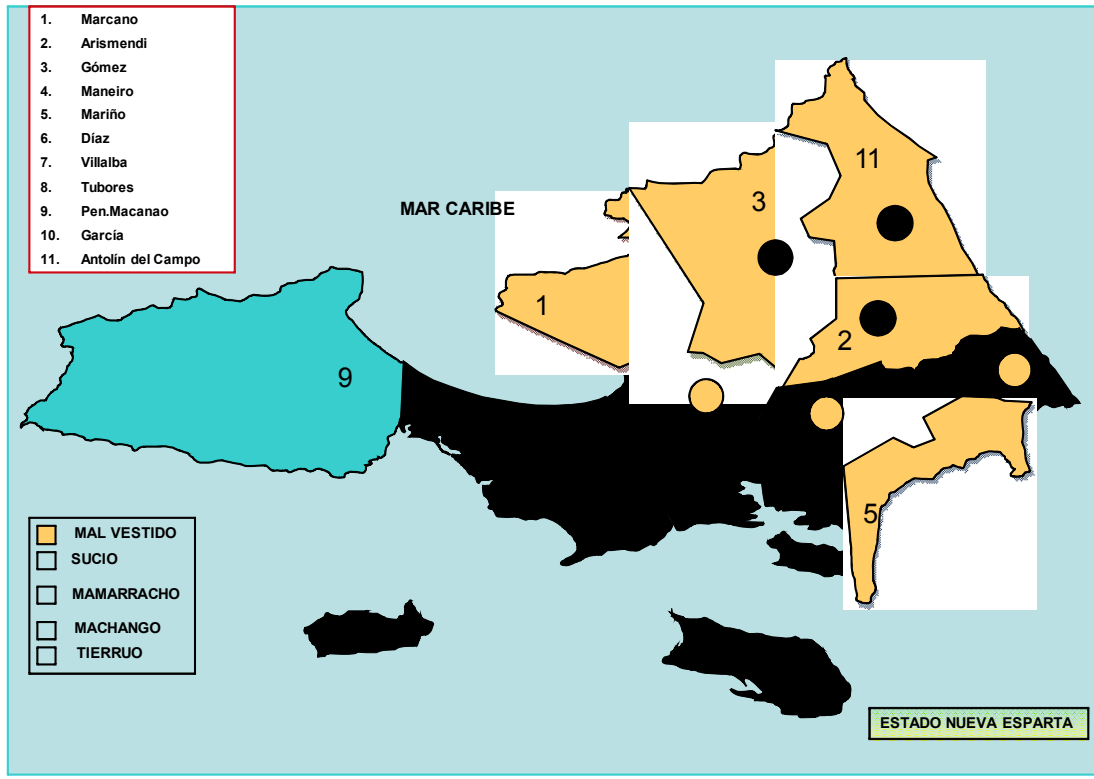 1. Marcano
2. Arismendi
3. Gómez
4. Maneiro
5. Mariño
6. Díaz
7. Villalba
8. Tubores
9. Pen.Macanao
10. García
11. Antolín del Campo
MAR CARIBE
11
3
1
2
9
5
MAL VESTIDO
SUCIO
MAMARRACHO
MACHANGO
TIERRUO
ESTADO NUEVA ESPARTA